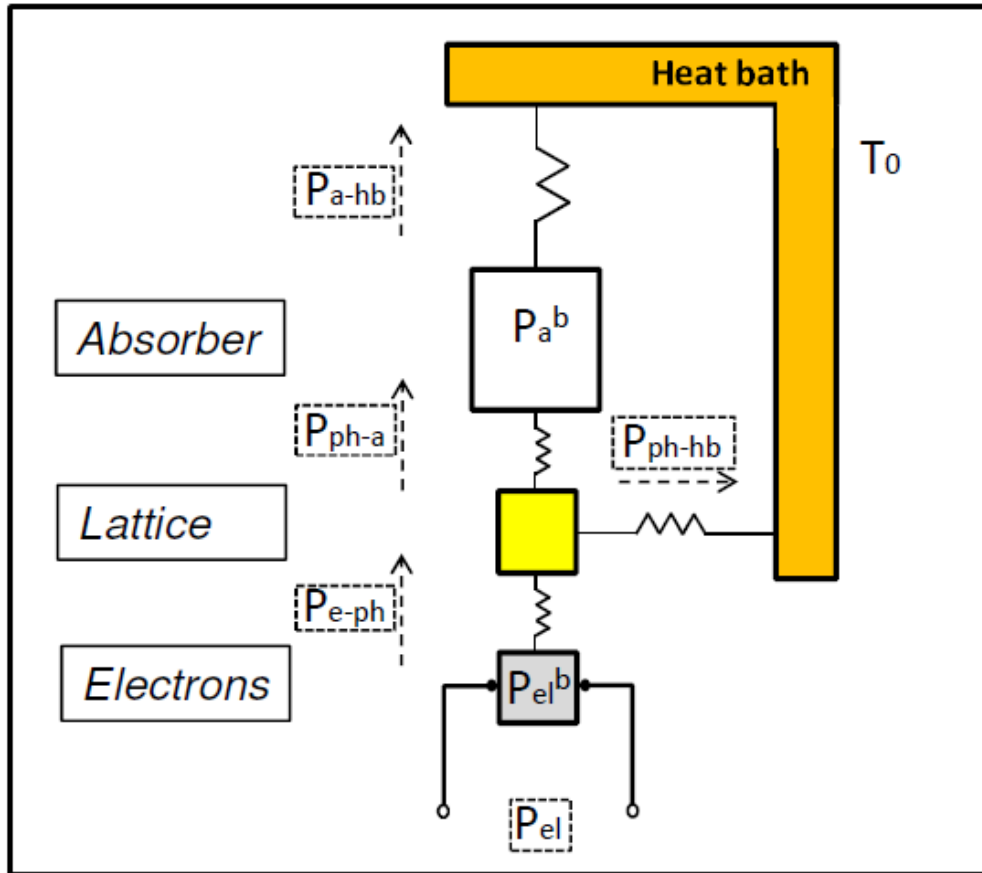 Heat bath
T0
Pa-hb
Pab
Absorber
Pph-a
Pph-hb
Lattice
Pe-ph
Electrons
Pelb
Pel